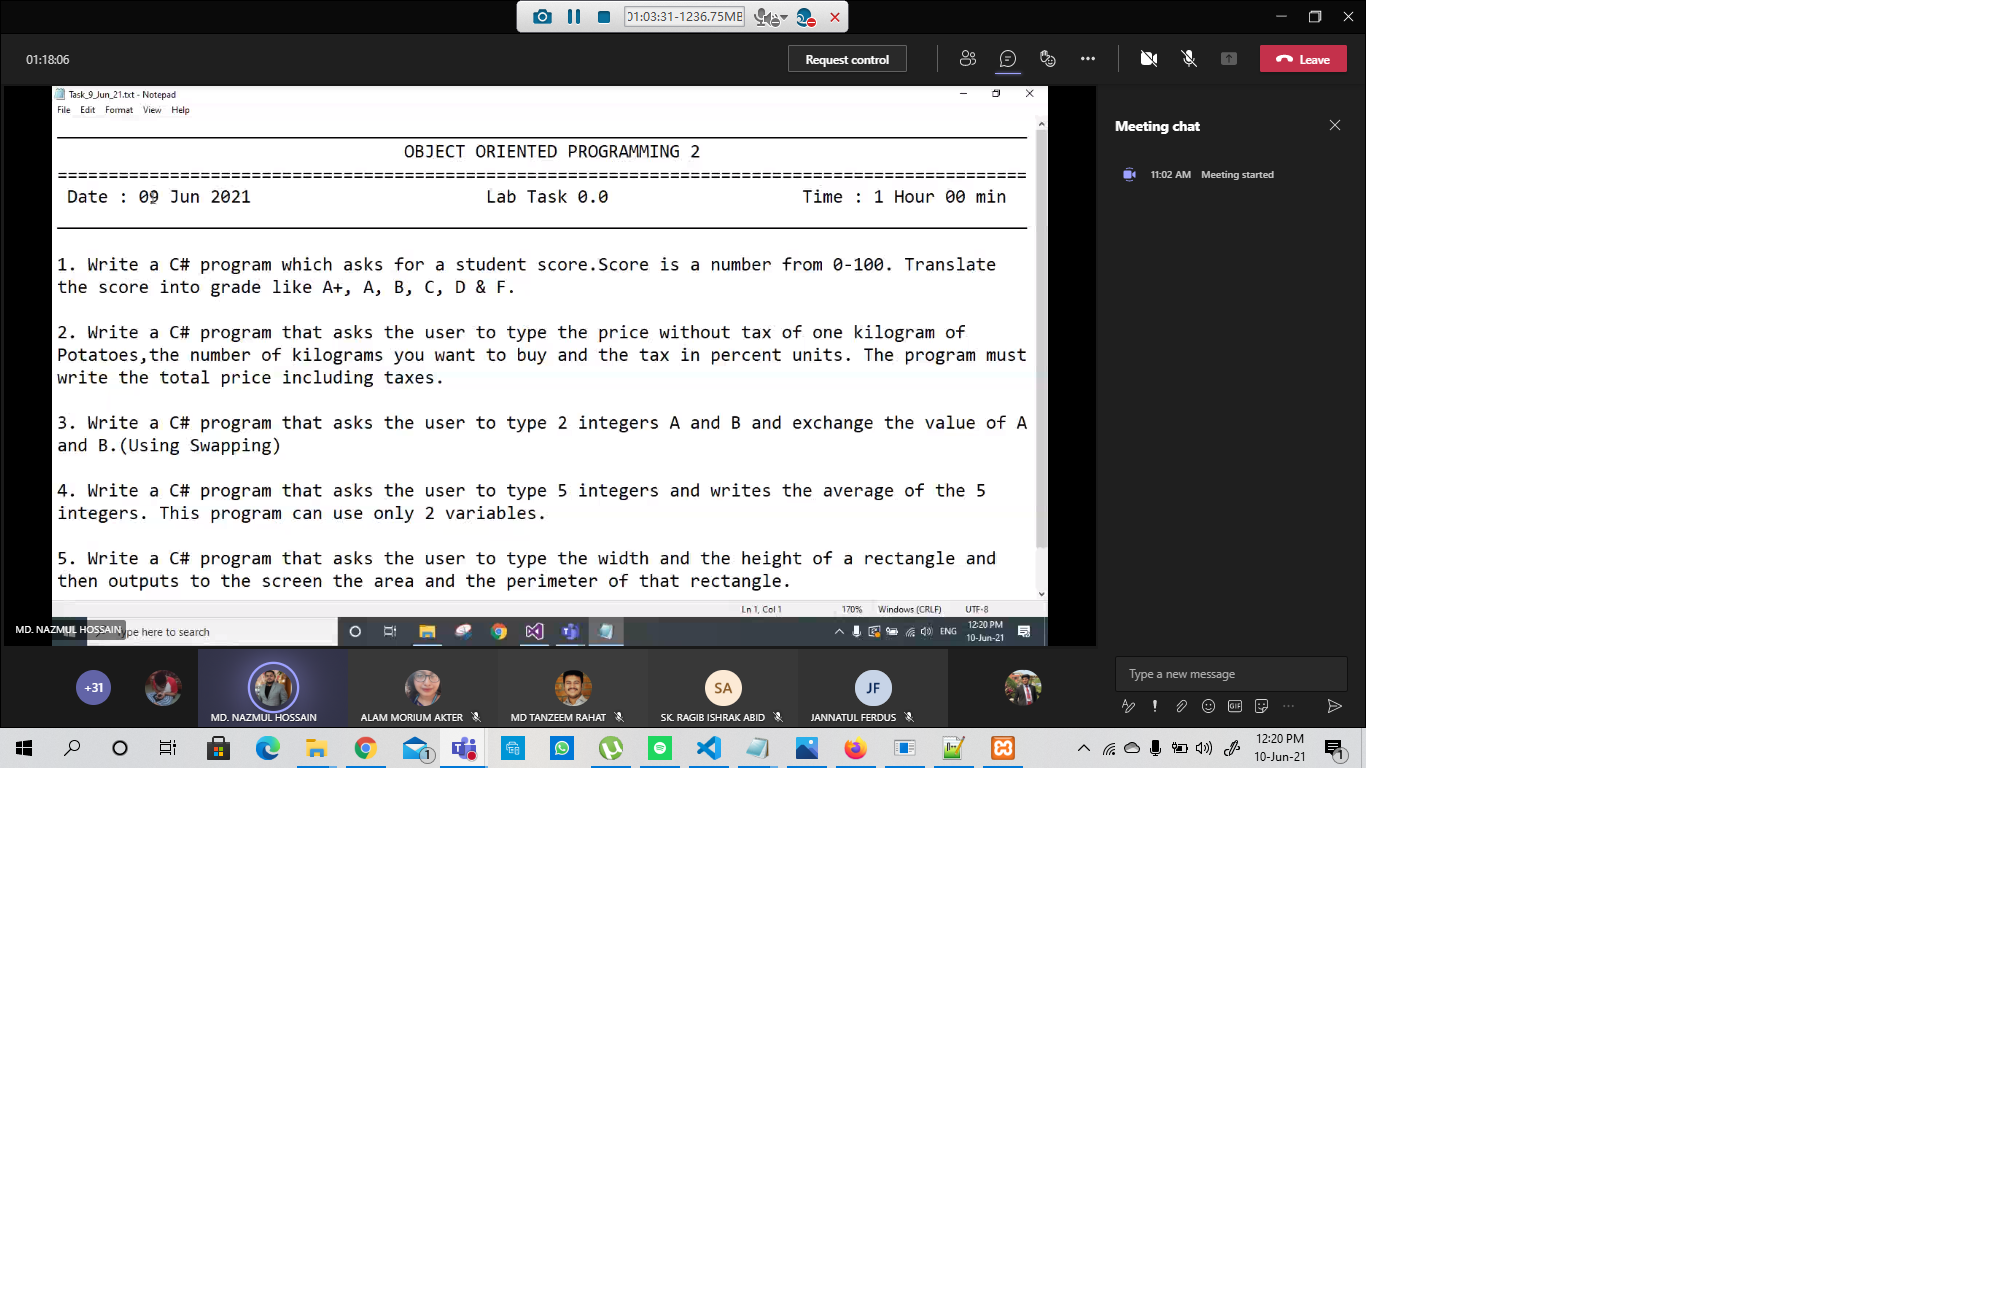 01:03:31-1236.75MB
01:18:06
Request control
Leave
Task_9_Jun_21.txt - Notepad
File Edit Format View Help
OBJECT ORIENTED PROGRAMMING 2
===============================================================================================
Date : 09 Jun 2021 Lab Task 0.0 Time : 1 Hour 00 min
1. Write a C# program which asks for a student score.Score is a number from 0-100. Translate
the score into grade like A+, A, B, C, D & F.
2. Write a C# program that asks the user to type the price without tax of one kilogram of
Potatoes,the number of kilograms you want to buy and the tax in percent units. The program must
write the total price including taxes.
3. Write a C# program that asks the user to type 2 integers A and B and exchange the value of A
and B.(Using Swapping)
4. Write a C# program that asks the user to type 5 integers and writes the average of the 5
integers. This program can use only 2 variables.
5. Write a C# program that asks the user to type the width and the height of a rectangle and
then outputs to the screen the area and the perimeter of that rectangle.
Ln 1, Col 1 170% Windows (CRLF) UTF-8
MD. NAZMUL HOSSAIN
ype here to search
ENG
12:20 PM
10-Jun-21
Meeting chat
11:02 AM Meeting started
Type a new message
GIF
+31
SA
JF
MD. NAZMUL HOSSAIN
ALAM MORIUM AKTER
MD TANZEEM RAHAT
SK. RAGIB ISHRAK ABID
JANNATUL FERDUS
1
12:20 PM
10-Jun-21
1